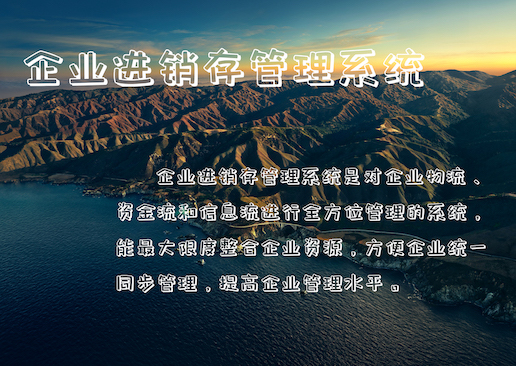 企业进销存管理系统
企业进销存管理系统是对企业物流、
资金流和信息流进行全方位管理的系统，
能最大限度整合企业资源，方便企业统一
同步管理，提高企业管理水平。